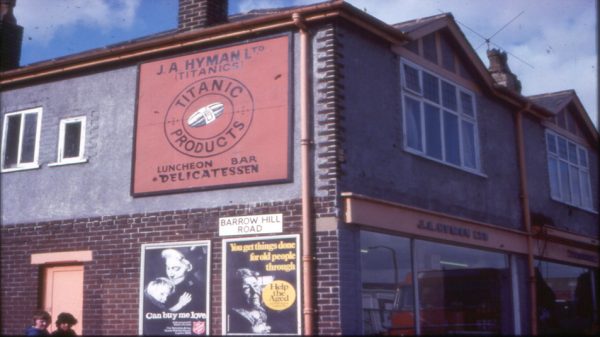 J.A. HYMAN LTD
(TITANICS)
TITANIC
PRODUCTS
LUNCHEON BAR
• DELICATESSEN
BARROW HILL
ROAD
J.A. HYMAN LTD
Can buy me love
You get things done
for old people
through
Help
the
Aged